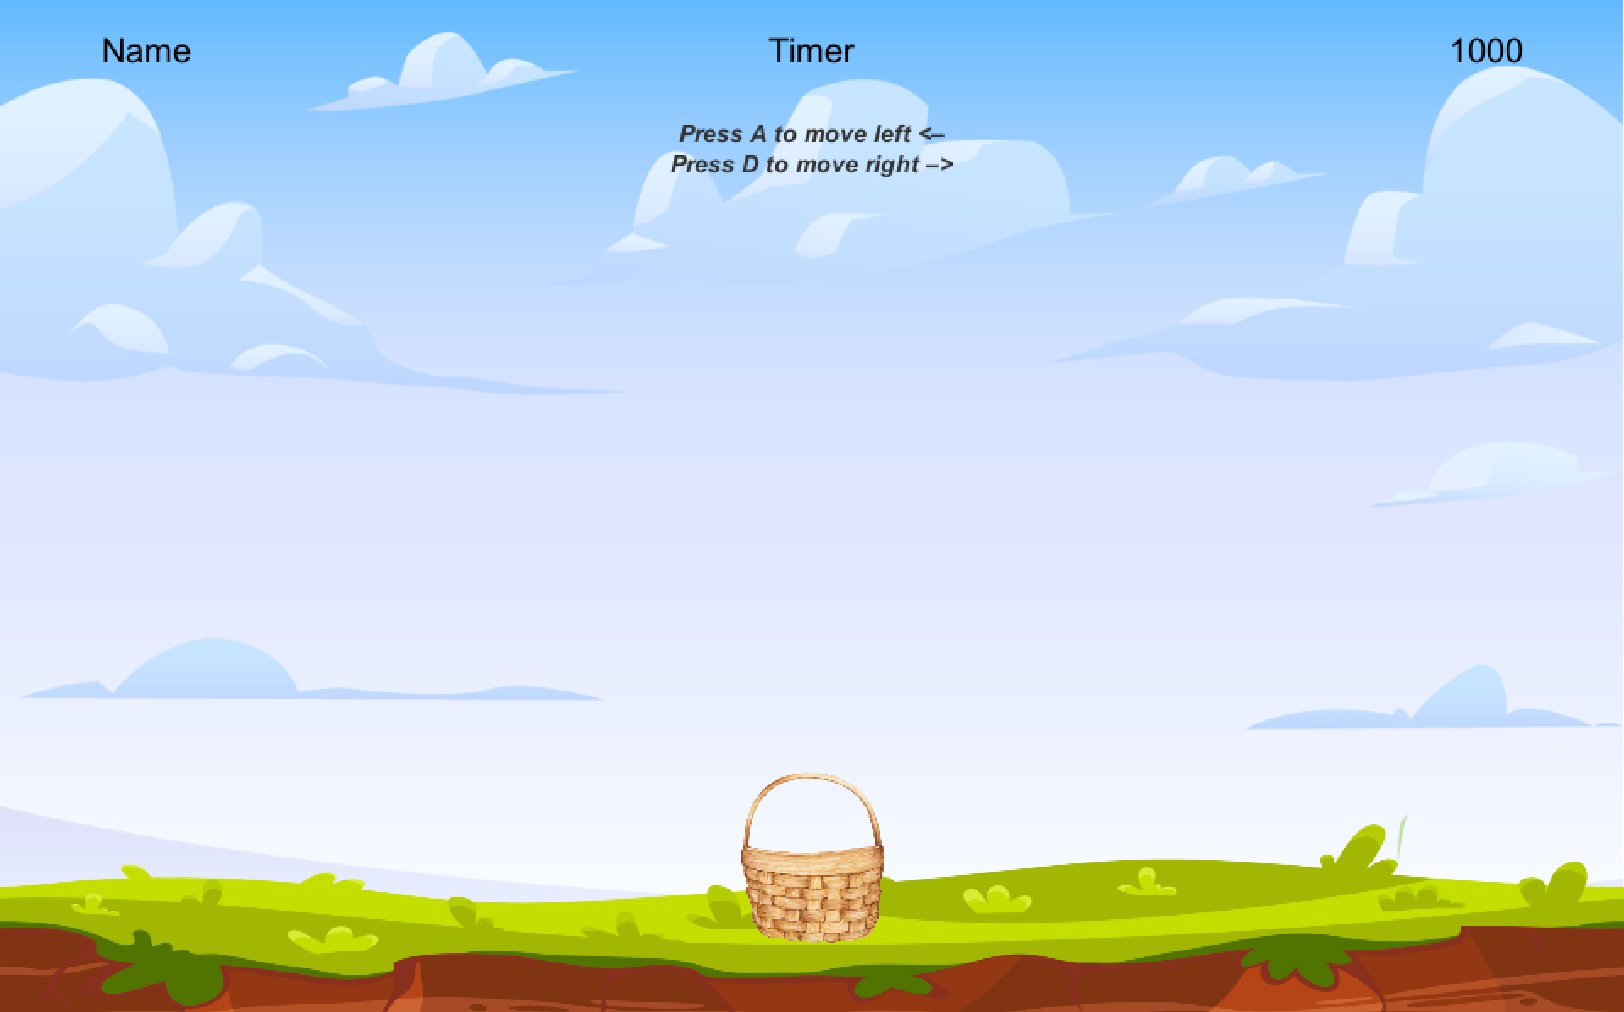 Name
Timer
1000
Press A to move left <–
Press D to move right –>